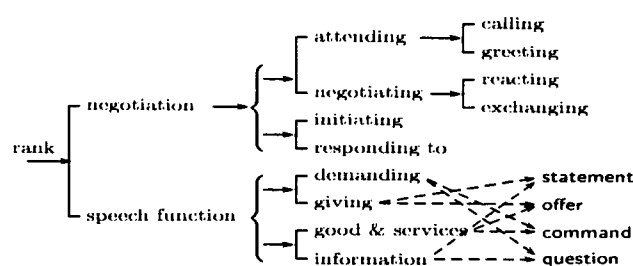 calling
attending
greeting
reacting
negotiation
negotiating
exchanging
initiating
rank
responding to
demanding
statement
giving
offer
speech function
good & services
command
information
question